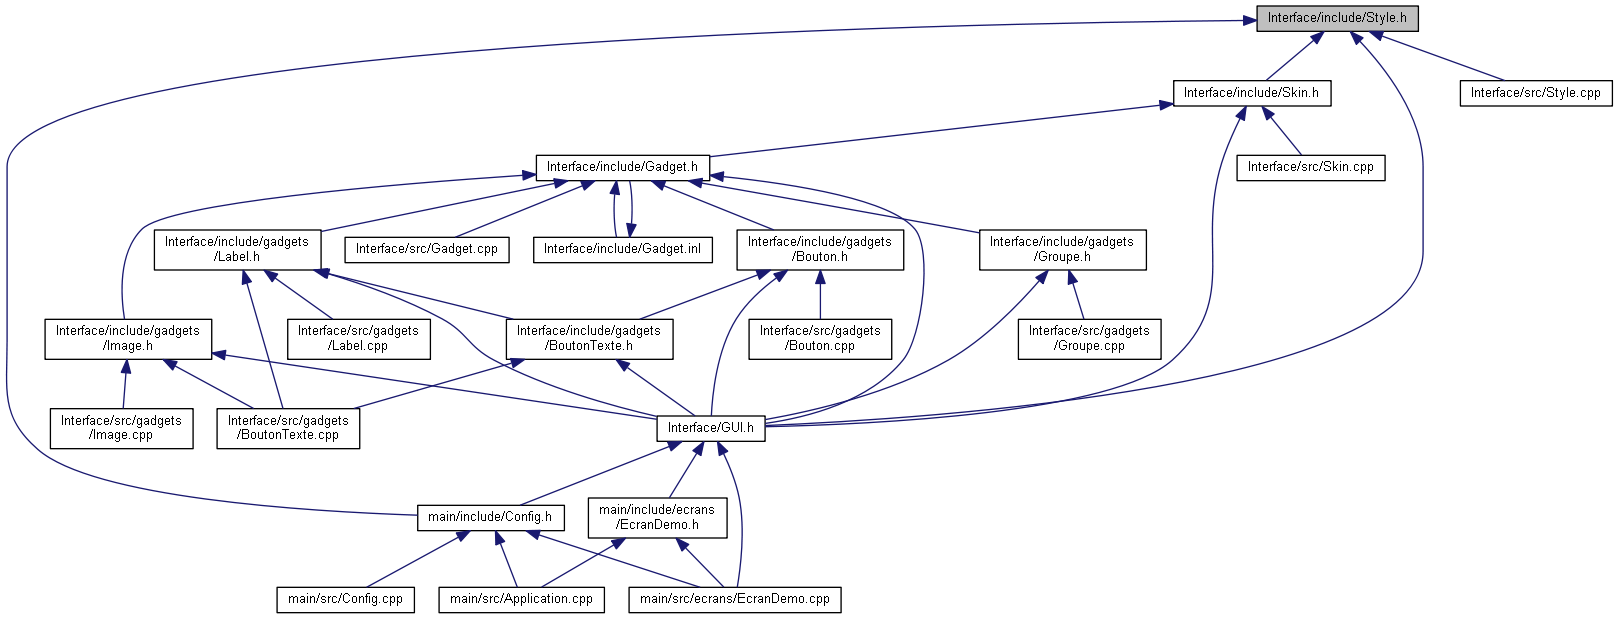 Interface/include/Style.h
Interface/include/Skin.h
Interface/src/Style.cpp
Interface/include/Gadget.h
Interface/src/Skin.cpp
Interface/include/gadgets
/Label.h
Interface/src/Gadget.cpp
Interface/include/Gadget.inl
Interface/include/gadgets
/Bouton.h
Interface/include/gadgets
/Groupe.h
Interface/include/gadgets
/Image.h
Interface/src/gadgets
/Label.cpp
Interface/include/gadgets
/BoutonTexte.h
Interface/src/gadgets
/Bouton.cpp
Interface/src/gadgets
/Groupe.cpp
Interface/src/gadgets
/Image.cpp
Interface/src/gadgets
/BoutonTexte.cpp
Interface/GUI.h
main/include/Config.h
main/include/ecrans
/EcranDemo.h
main/src/Config.cpp
main/src/Application.cpp
main/src/ecrans/EcranDemo.cpp